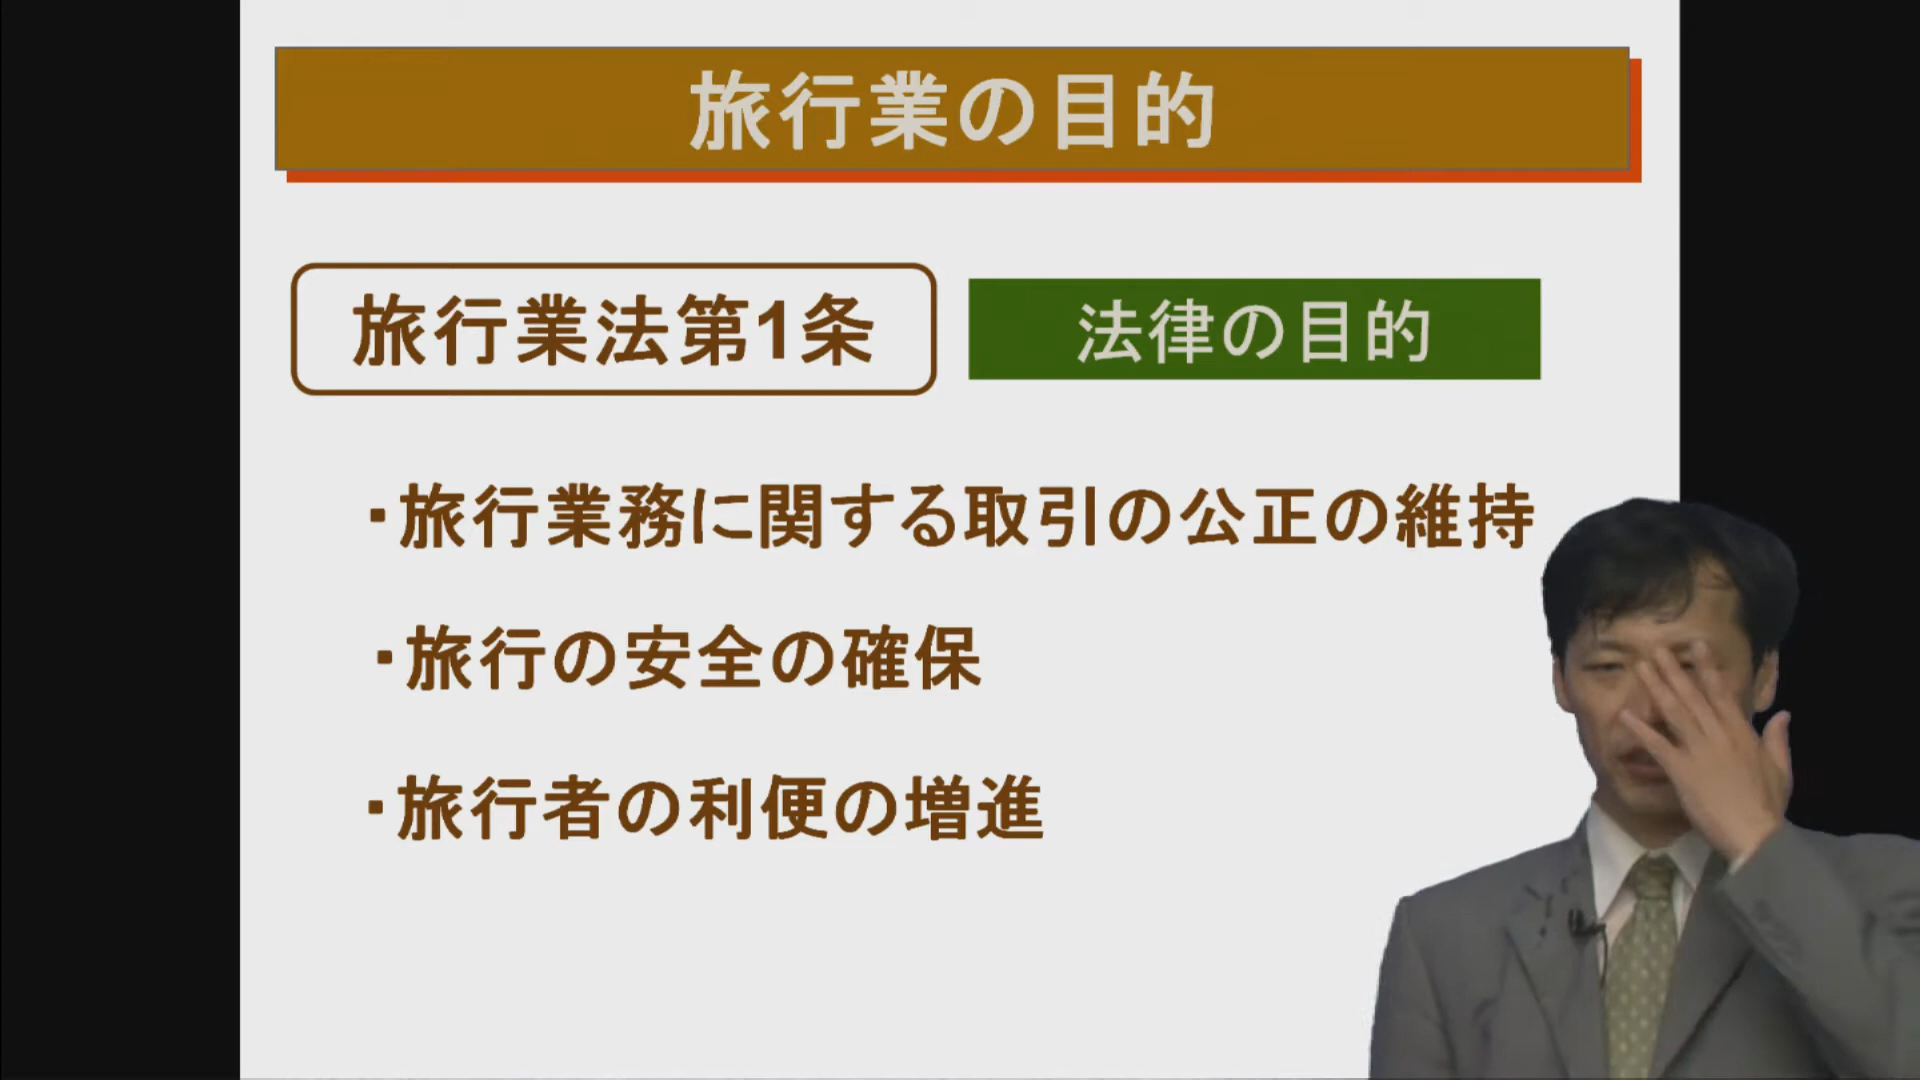 旅行業の目的
旅行業法第1条
法律の目的
・旅行業務に関する取引の公正の維持
・旅行の安全の確保
・旅行者の利便の増進